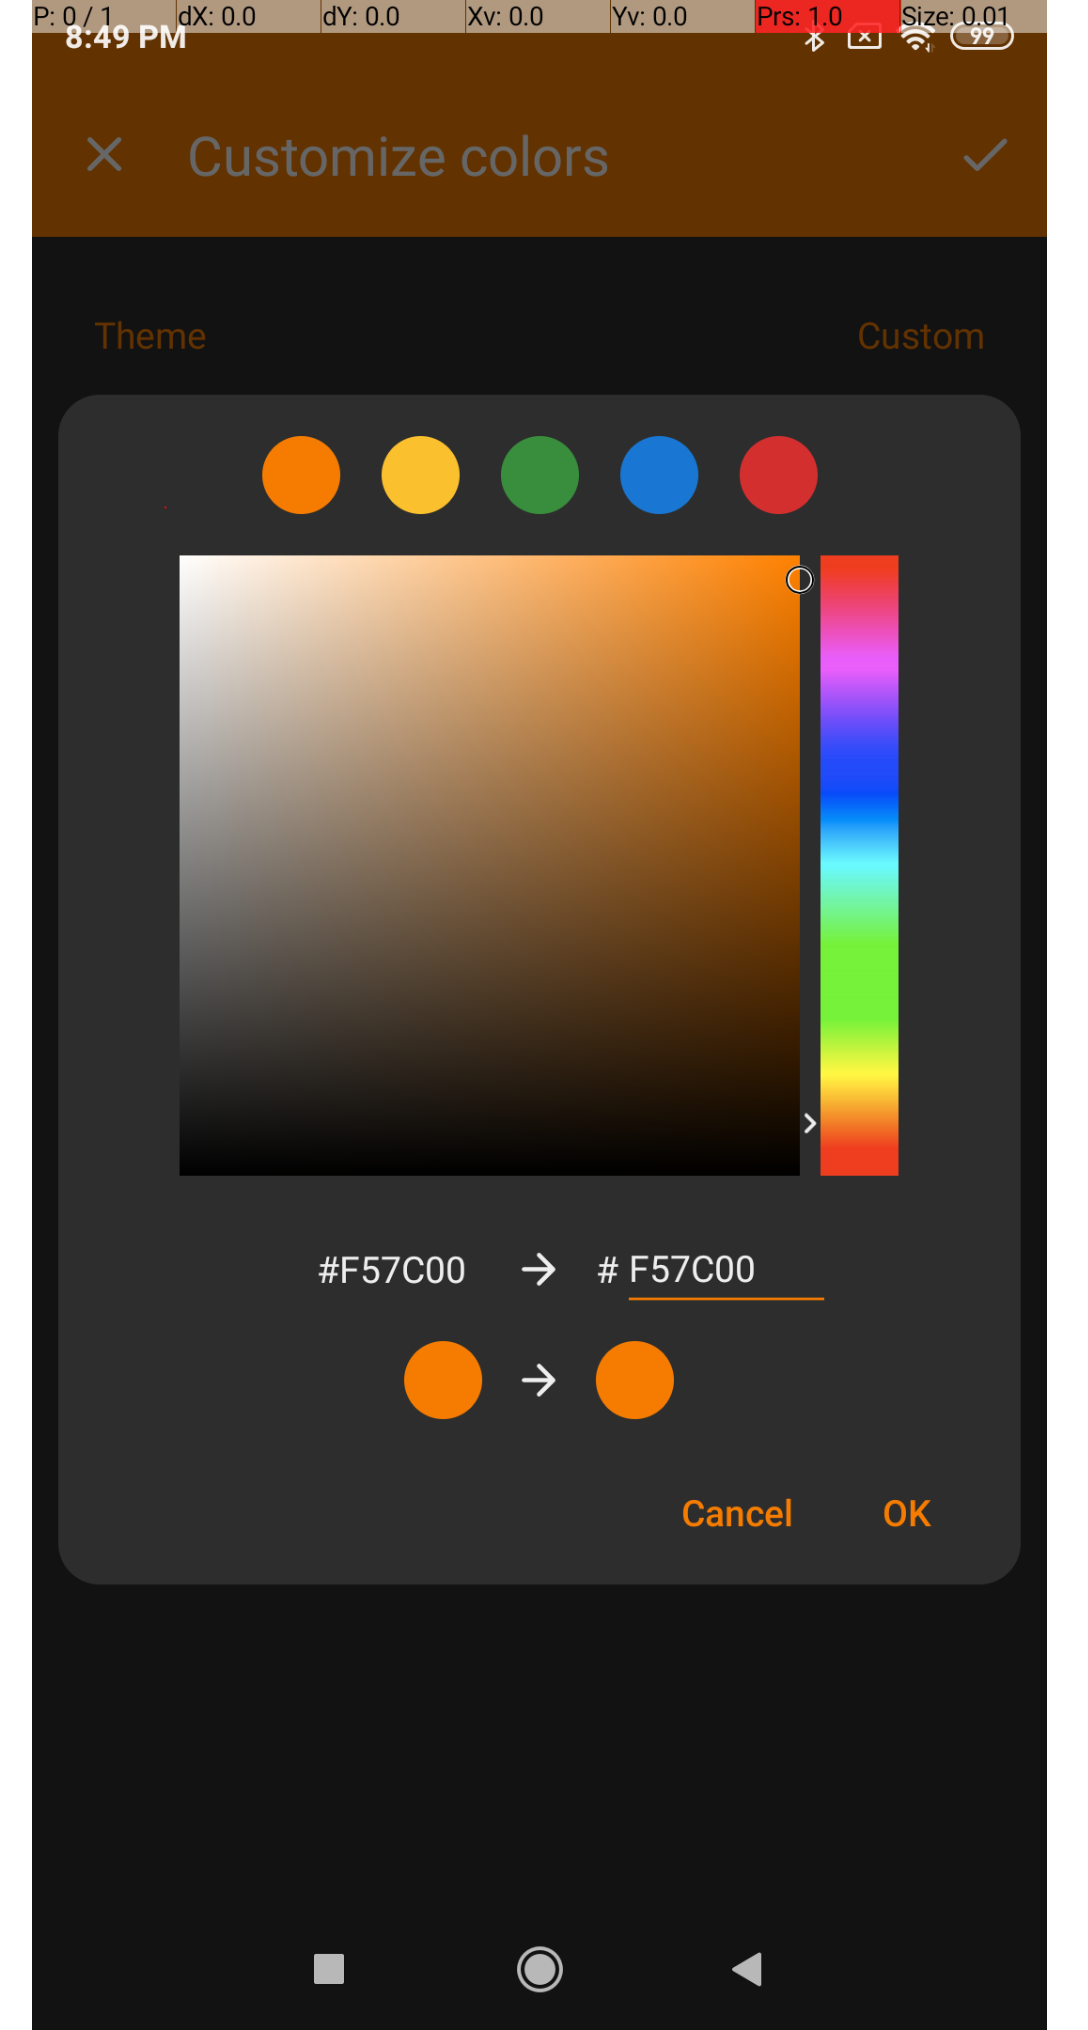 P: 0 / 1 dX: 0.0 dY: 0.0 Xv: 0.0 Yv: 0.0 Prs: 1.0 Size: 0.01
8:49 PM 99
Customize colors
Theme Custom
#F57C00 # F57C00
Cancel OK